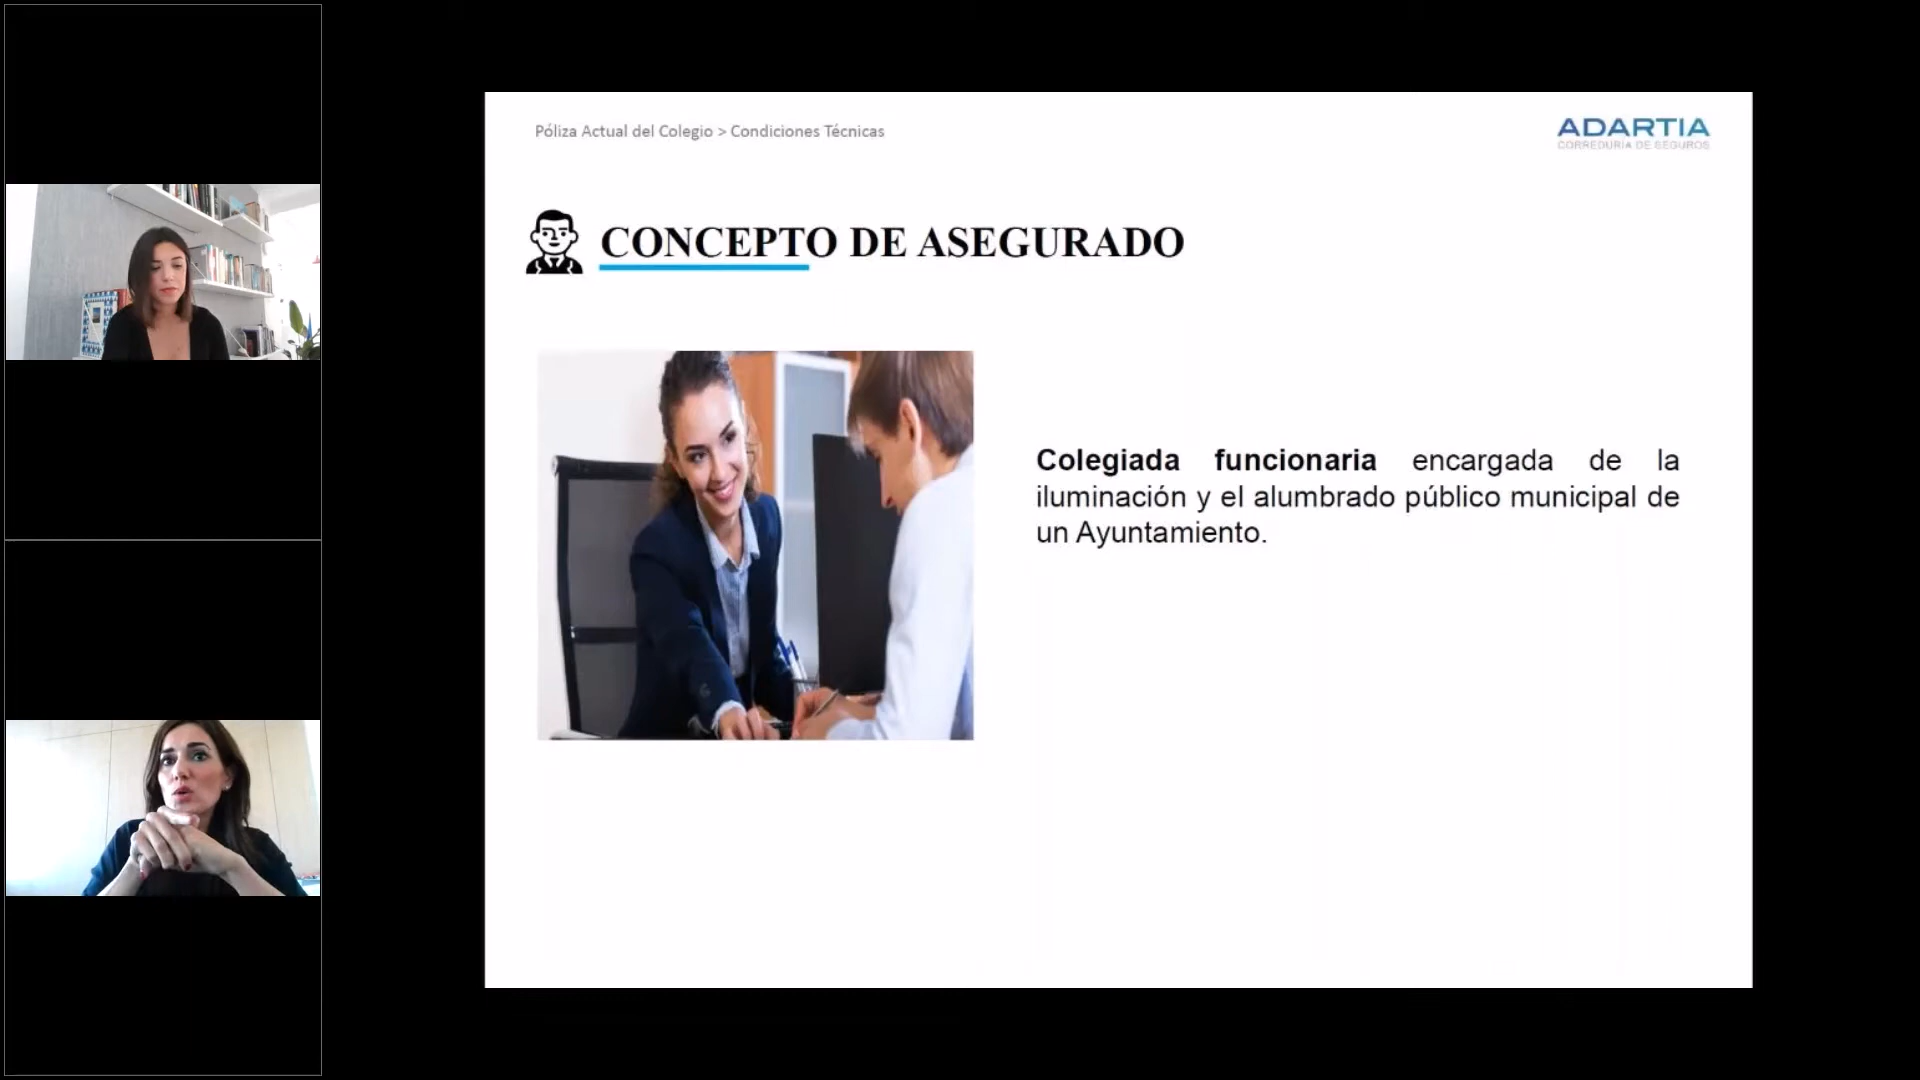 Póliza Actual del Colegio > Condiciones Técnicas
ADARTIA
CORREDURÍA DE SEGUROS
CONCEPTO DE ASEGURADO
Colegiada funcionaria encargada de la
iluminación y el alumbrado público municipal de
un Ayuntamiento.